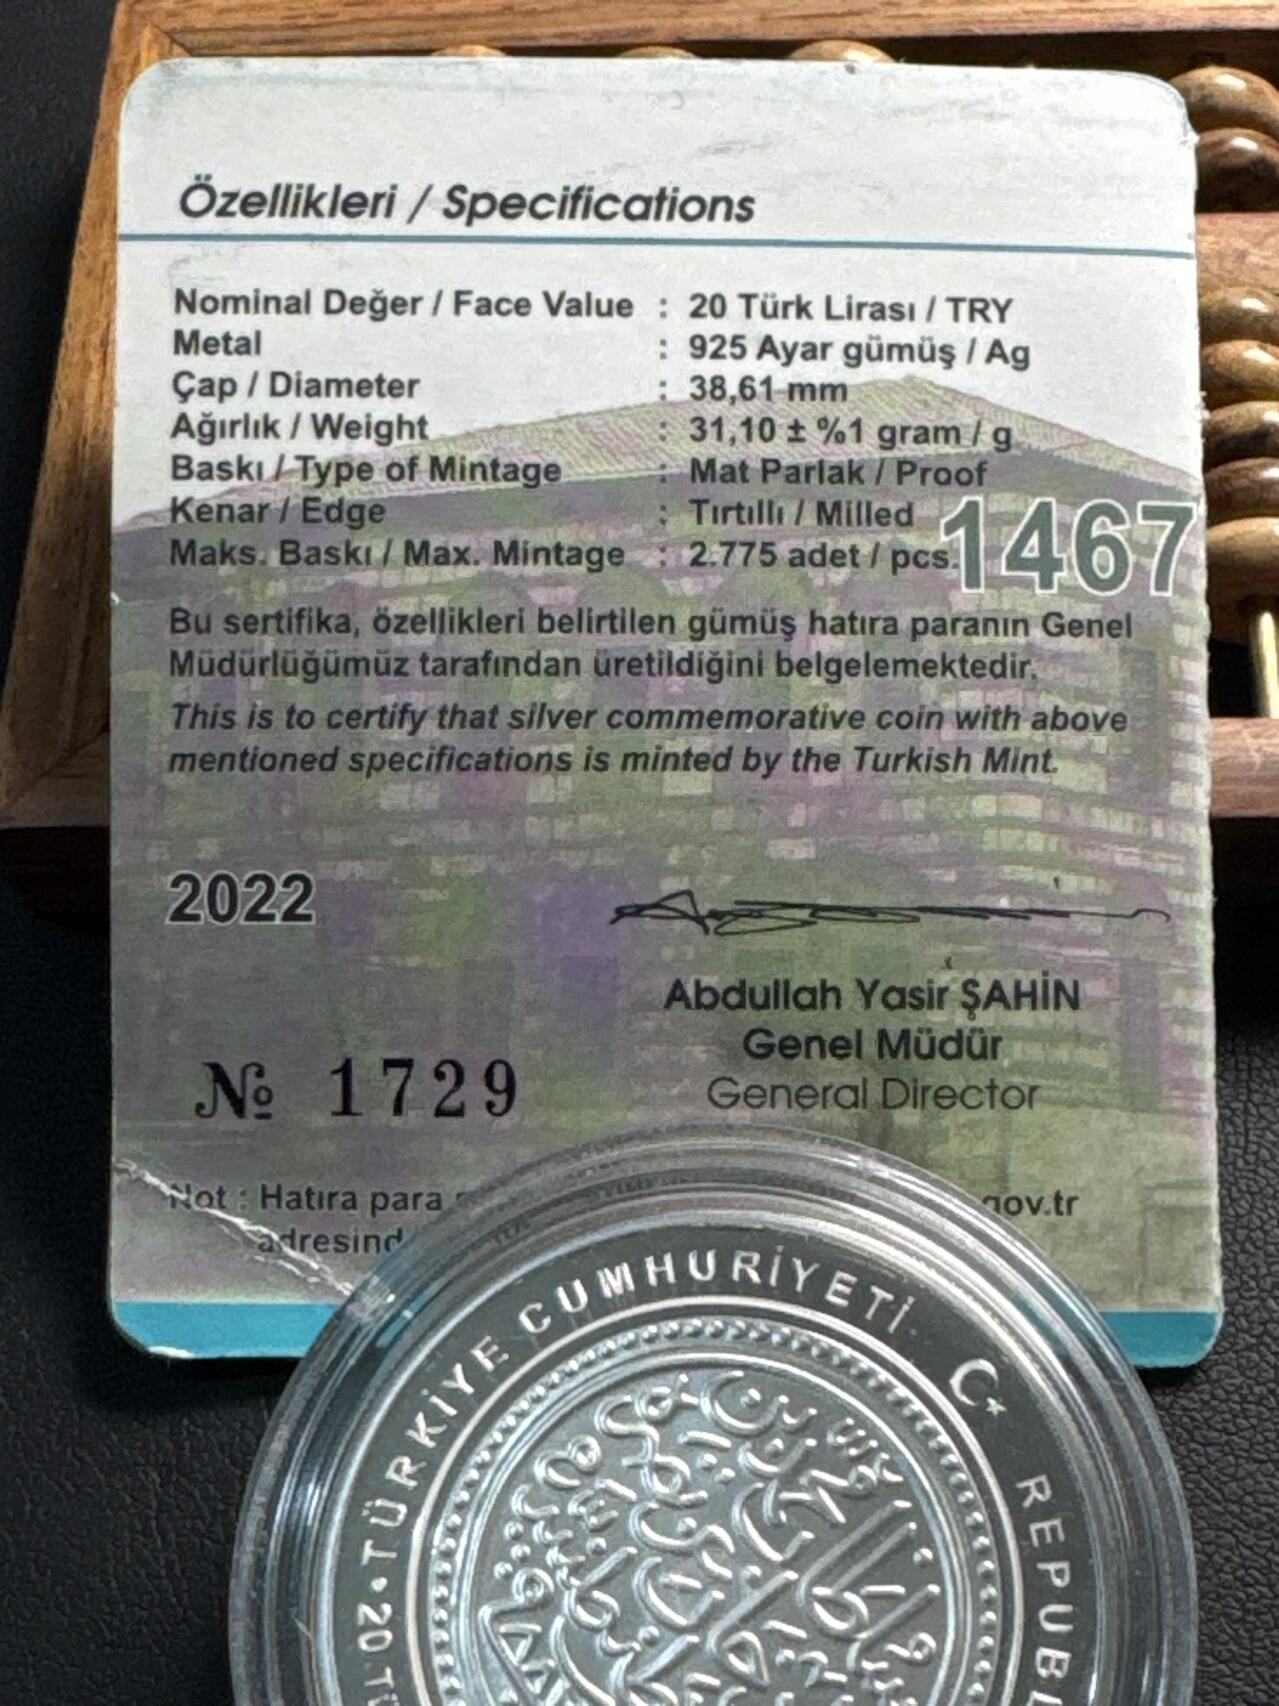 Özellikleri / Specifications
Nominal Değer / Face Value : 20 Türk Lirası / TRY
Metal : 925 Ayar gümüş / Ag
Çap / Diameter : 38,61 mm
Ağırlık / Weight : 31,10 ± %1 gram / g
Baskı / Type of Mintage : Mat Parlak / Proof
Kenar / Edge : Tırtıllı / Milled
Maks. Baskı / Max. Mintage : 2.775 adet / pcs.
1467
Bu sertifika, özellikleri belirtilen gümüş hatıra paranın Genel
Müdürlüğümüz tarafından üretildiğini belgelemektedir.
This is to certify that silver commemorative coin with above
mentioned specifications is minted by the Turkish Mint.
2022
Abdullah Yasir ŞAHİN
Genel Müdür
General Director
№ 1729
Not : Hatıra para gov.tr
adresind
20 • TÜRKİYE CUMHURİYETİ
REPUBL